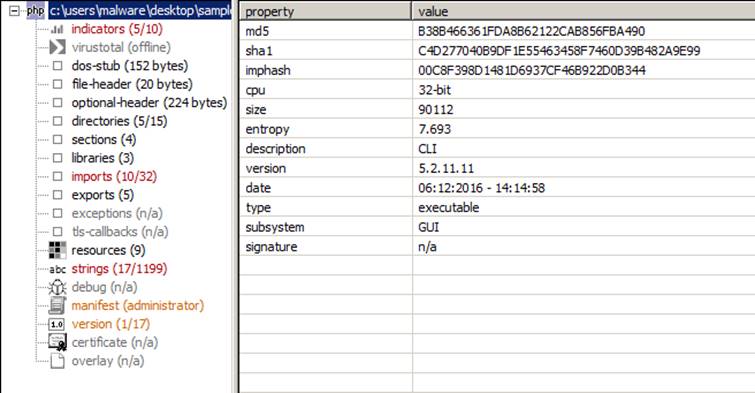 php c:\users\malware\desktop\sample
indicators (5/10)
virustotal (offline)
dos-stub (152 bytes)
file-header (20 bytes)
optional-header (224 bytes)
directories (5/15)
sections (4)
libraries (3)
imports (10/32)
exports (5)
exceptions (n/a)
tls-callbacks (n/a)
resources (9)
abc strings (17/1199)
debug (n/a)
manifest (administrator)
1.0 version (1/17)
certificate (n/a)
overlay (n/a)
property value
md5 B38B466361FDA8B62122CAB856FBA490
sha1 C4D277040B9DF1E55463458F7460D39B482A9E99
imphash 00C8F398D1481D6937CF46B922D0B344
cpu 32-bit
size 90112
entropy 7.693
description CLI
version 5.2.11.11
date 06:12:2016 - 14:14:58
type executable
subsystem GUI
signature n/a